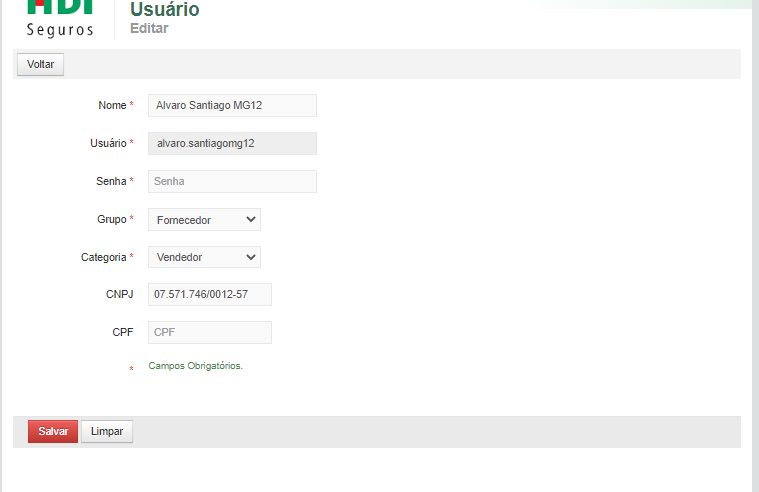 HDI
Seguros
Usuário
Editar
Voltar
Nome * Alvaro Santiago MG12
Usuário * alvaro.santiagomg12
Senha * Senha
Grupo * Fornecedor
Categoria * Vendedor
CNPJ 07.571.746/0012-57
CPF CPF
* Campos Obrigatórios.
Salvar Limpar